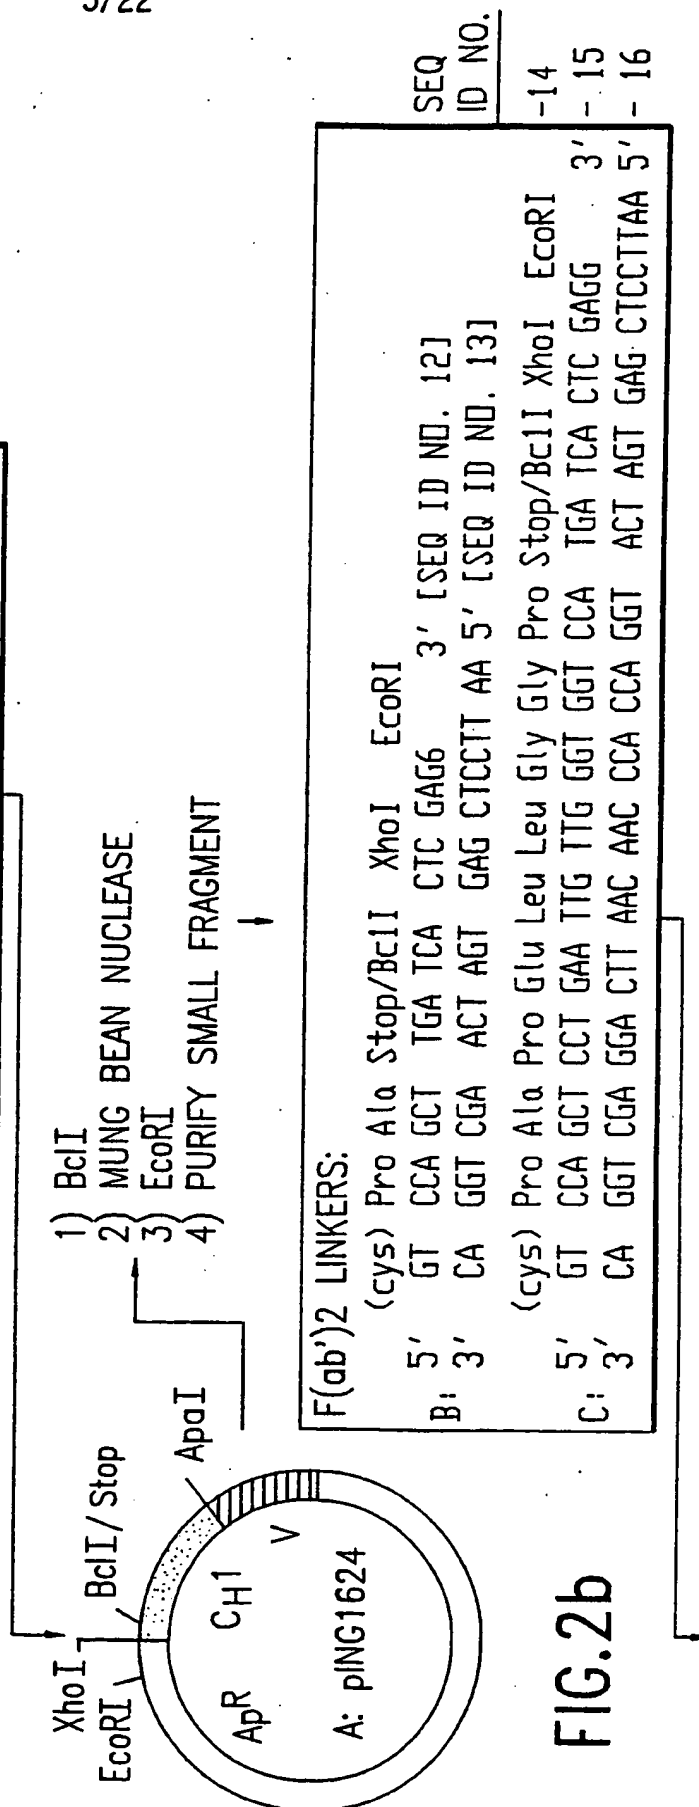 3/22
1) BclI
2) MUNG BEAN NUCLEASE
3) EcoRI
4) PURIFY SMALL FRAGMENT
XhoI
EcoRI
BclI/Stop
ApaI
ApR
CH1
V
A: pING1624
SEQ
ID NO.
F(ab')2 LINKERS:
(cys) Pro Ala Stop/Bc1I XhoI EcoRI
B: 5' GT CCA GCT TGA TCA CTC GAG6 3' [SEQ ID NO. 12]
3' CA GGT CGA ACT AGT GAG CTCCTT AA 5' [SEQ ID NO. 13]
(cys) Pro Ala Pro Glu Leu Leu Gly Gly Pro Stop/Bc1I XhoI EcoRI -14
C: 5' GT CCA GCT CCT GAA TTG TTG GGT GGT CCA TGA TCA CTC GAGG 3' - 15
3' CA GGT CGA GGA CTT AAC AAC CCA CCA GGT ACT AGT GAG CTCCTTAA 5' - 16
FIG.2b